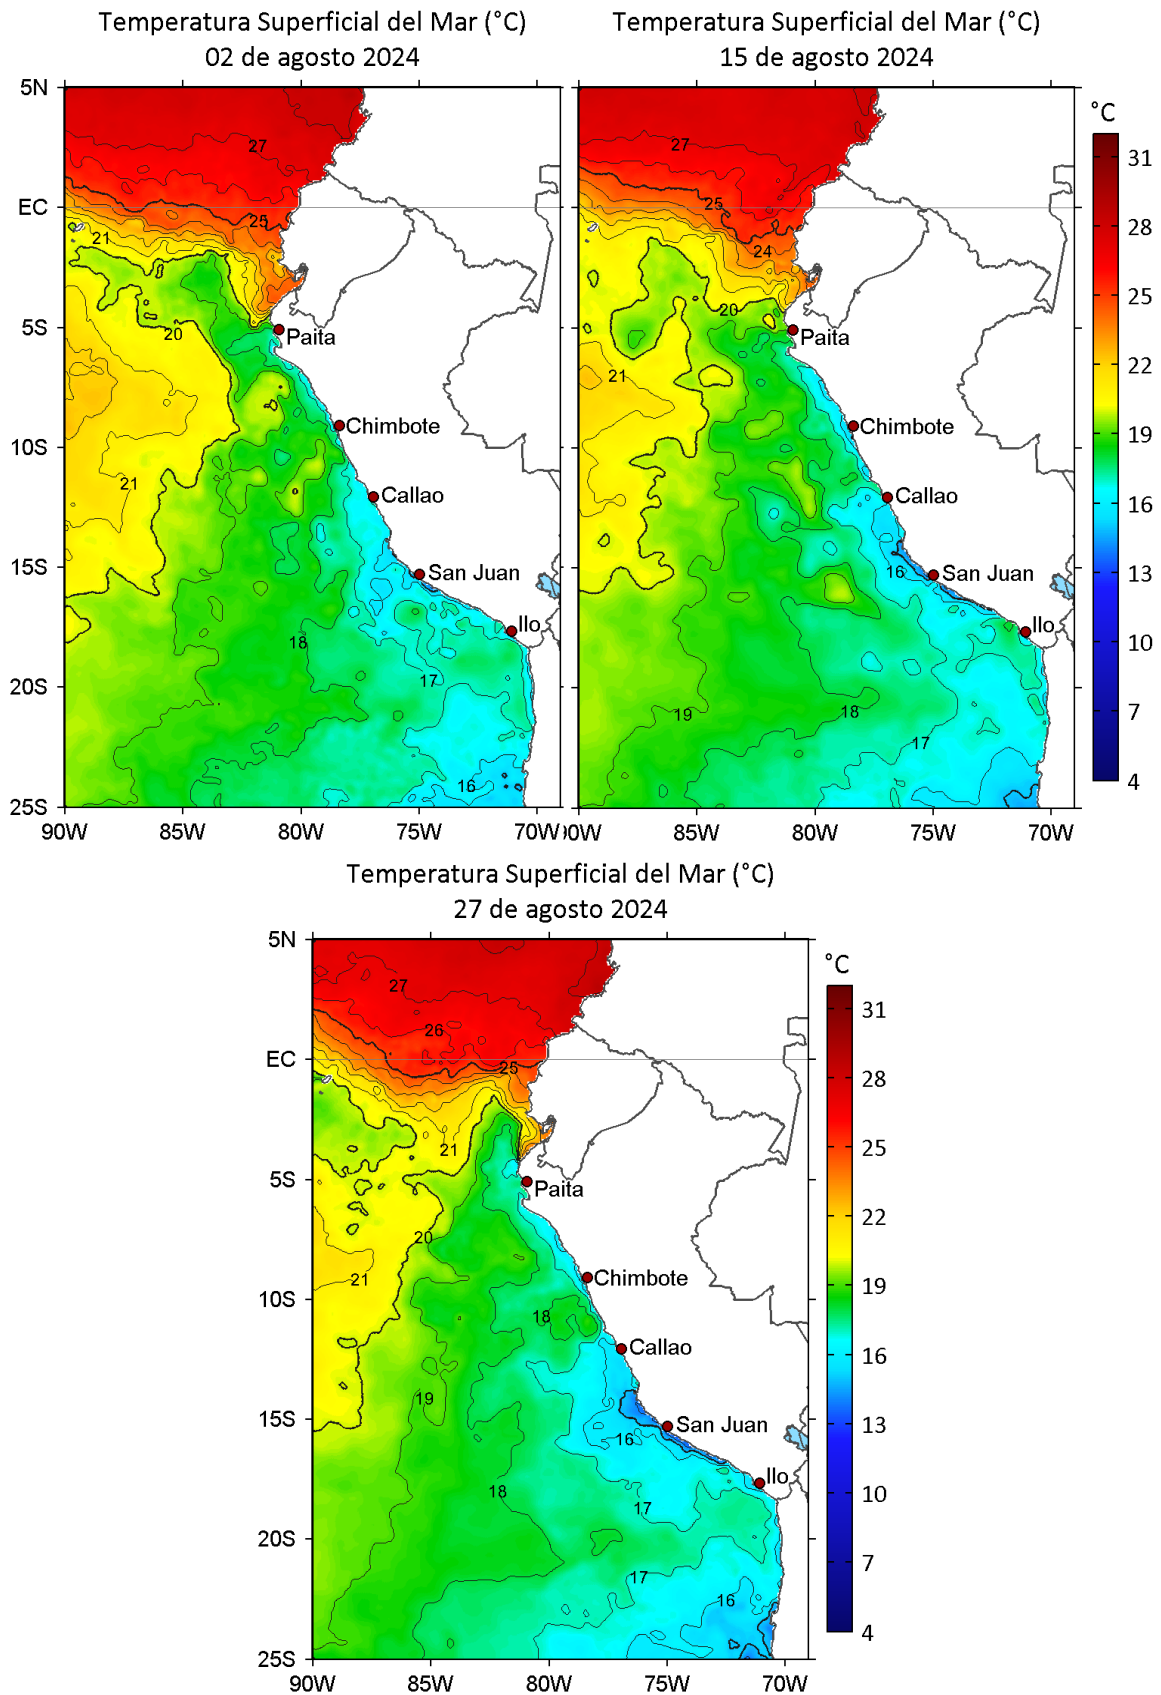 Temperatura Superficial del Mar (°C)
02 de agosto 2024
5N
EC
5S
10S
15S
20S
25S
90W
85W
80W
75W
70W
27
25
21
20
21
18
17
16
Paita
Chimbote
Callao
San Juan
Ilo
Temperatura Superficial del Mar (°C)
15 de agosto 2024
°C
31
28
25
22
19
16
13
10
7
4
27
25
24
20
21
16
19
18
17
Paita
Chimbote
Callao
San Juan
Ilo
90W
85W
80W
75W
70W
Temperatura Superficial del Mar (°C)
27 de agosto 2024
5N
EC
5S
10S
15S
20S
25S
90W
85W
80W
75W
70W
27
26
25
21
20
21
18
19
16
18
17
17
16
Paita
Chimbote
Callao
San Juan
Ilo
°C
31
28
25
22
19
16
13
10
7
4